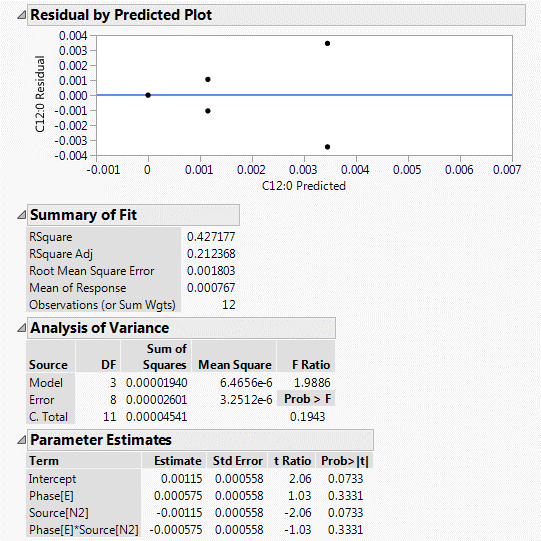 Residual by Predicted Plot
0.004
0.003
0.002
0.001
0.000
-0.001
-0.002
-0.003
-0.004
C12:0 Residual
-0.001 0 0.001 0.002 0.003 0.004 0.005 0.006 0.007
C12:0 Predicted
Summary of Fit
RSquare 0.427177
RSquare Adj 0.212368
Root Mean Square Error 0.001803
Mean of Response 0.000767
Observations (or Sum Wgts) 12
Analysis of Variance
Sum of
Source DF Squares Mean Square F Ratio
Model 3 0.00001940 6.4656e-6 1.9886
Error 8 0.00002601 3.2512e-6 Prob > F
C. Total 11 0.00004541 0.1943
Parameter Estimates
Term Estimate Std Error t Ratio Prob>|t|
Intercept 0.00115 0.000558 2.06 0.0733
Phase[E] 0.000575 0.000558 1.03 0.3331
Source[N2] -0.00115 0.000558 -2.06 0.0733
Phase[E]*Source[N2] -0.000575 0.000558 -1.03 0.3331